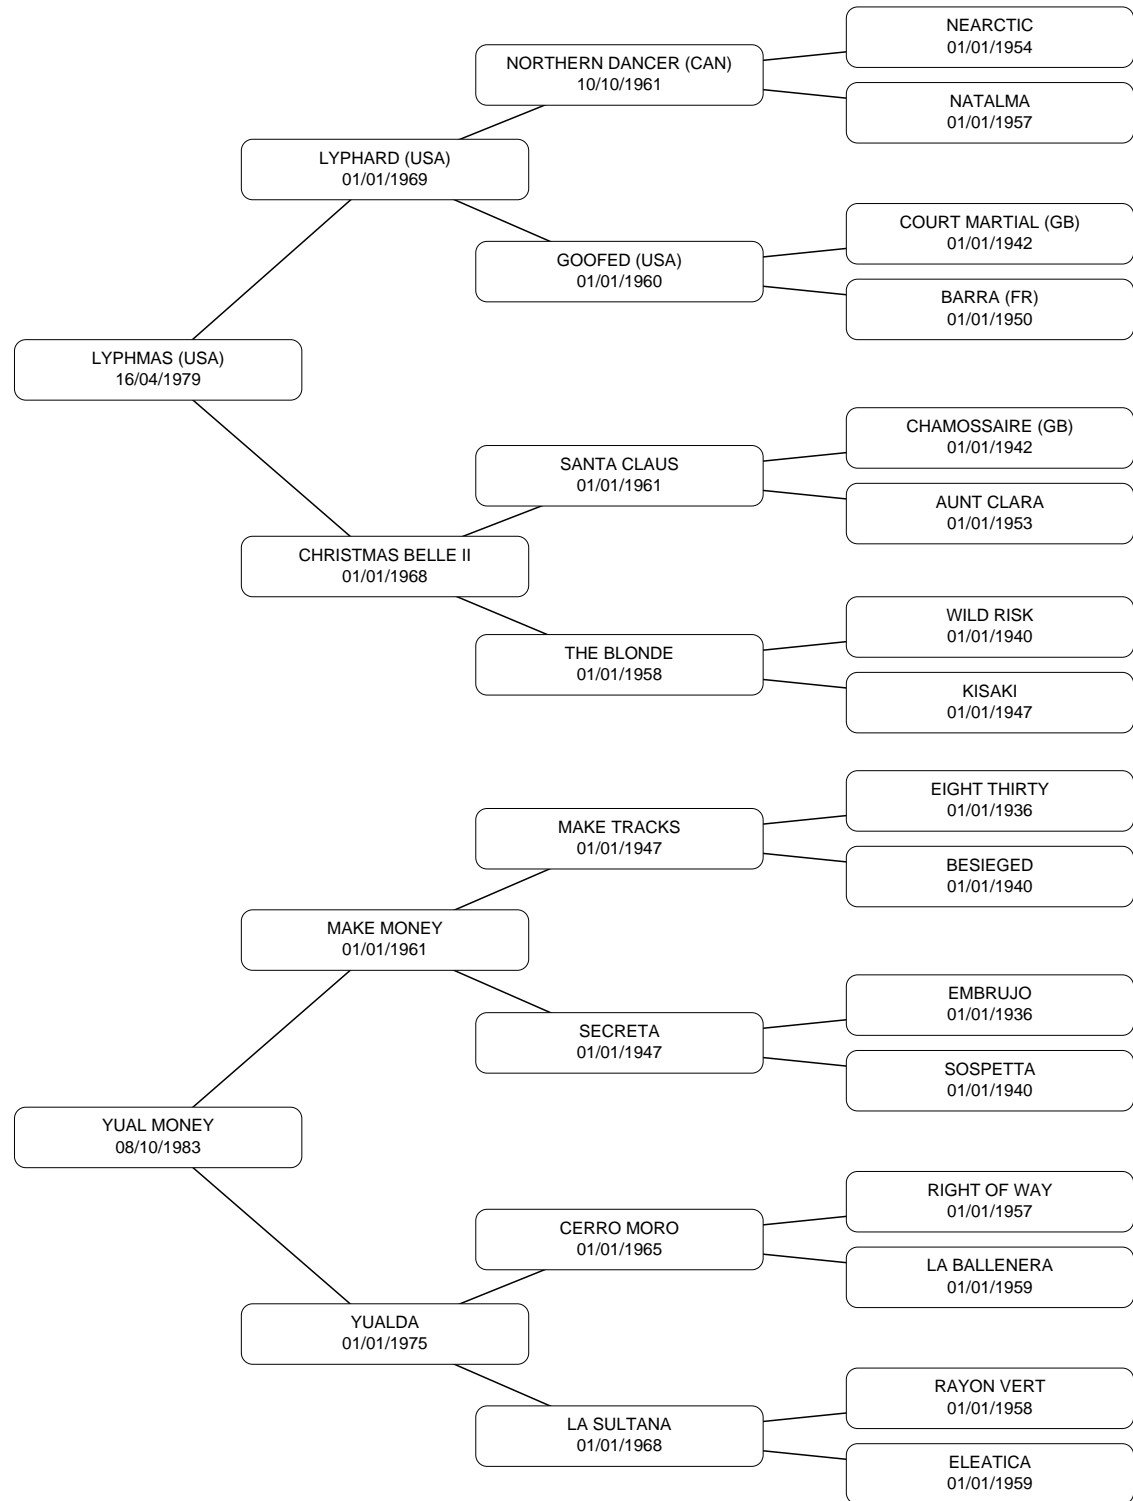 NEARCTIC
01/01/1954
NORTHERN DANCER (CAN)
10/10/1961
NATALMA
01/01/1957
LYPHARD (USA)
01/01/1969
COURT MARTIAL (GB)
01/01/1942
GOOFED (USA)
01/01/1960
BARRA (FR)
01/01/1950
LYPHMAS (USA)
16/04/1979
CHAMOSSAIRE (GB)
01/01/1942
SANTA CLAUS
01/01/1961
AUNT CLARA
01/01/1953
CHRISTMAS BELLE II
01/01/1968
WILD RISK
01/01/1940
THE BLONDE
01/01/1958
KISAKI
01/01/1947
EIGHT THIRTY
01/01/1936
MAKE TRACKS
01/01/1947
BESIEGED
01/01/1940
MAKE MONEY
01/01/1961
EMBRUJO
01/01/1936
SECRETA
01/01/1947
SOSPETTA
01/01/1940
YUAL MONEY
08/10/1983
RIGHT OF WAY
01/01/1957
CERRO MORO
01/01/1965
LA BALLENERA
01/01/1959
YUALDA
01/01/1975
RAYON VERT
01/01/1958
LA SULTANA
01/01/1968
ELEATICA
01/01/1959